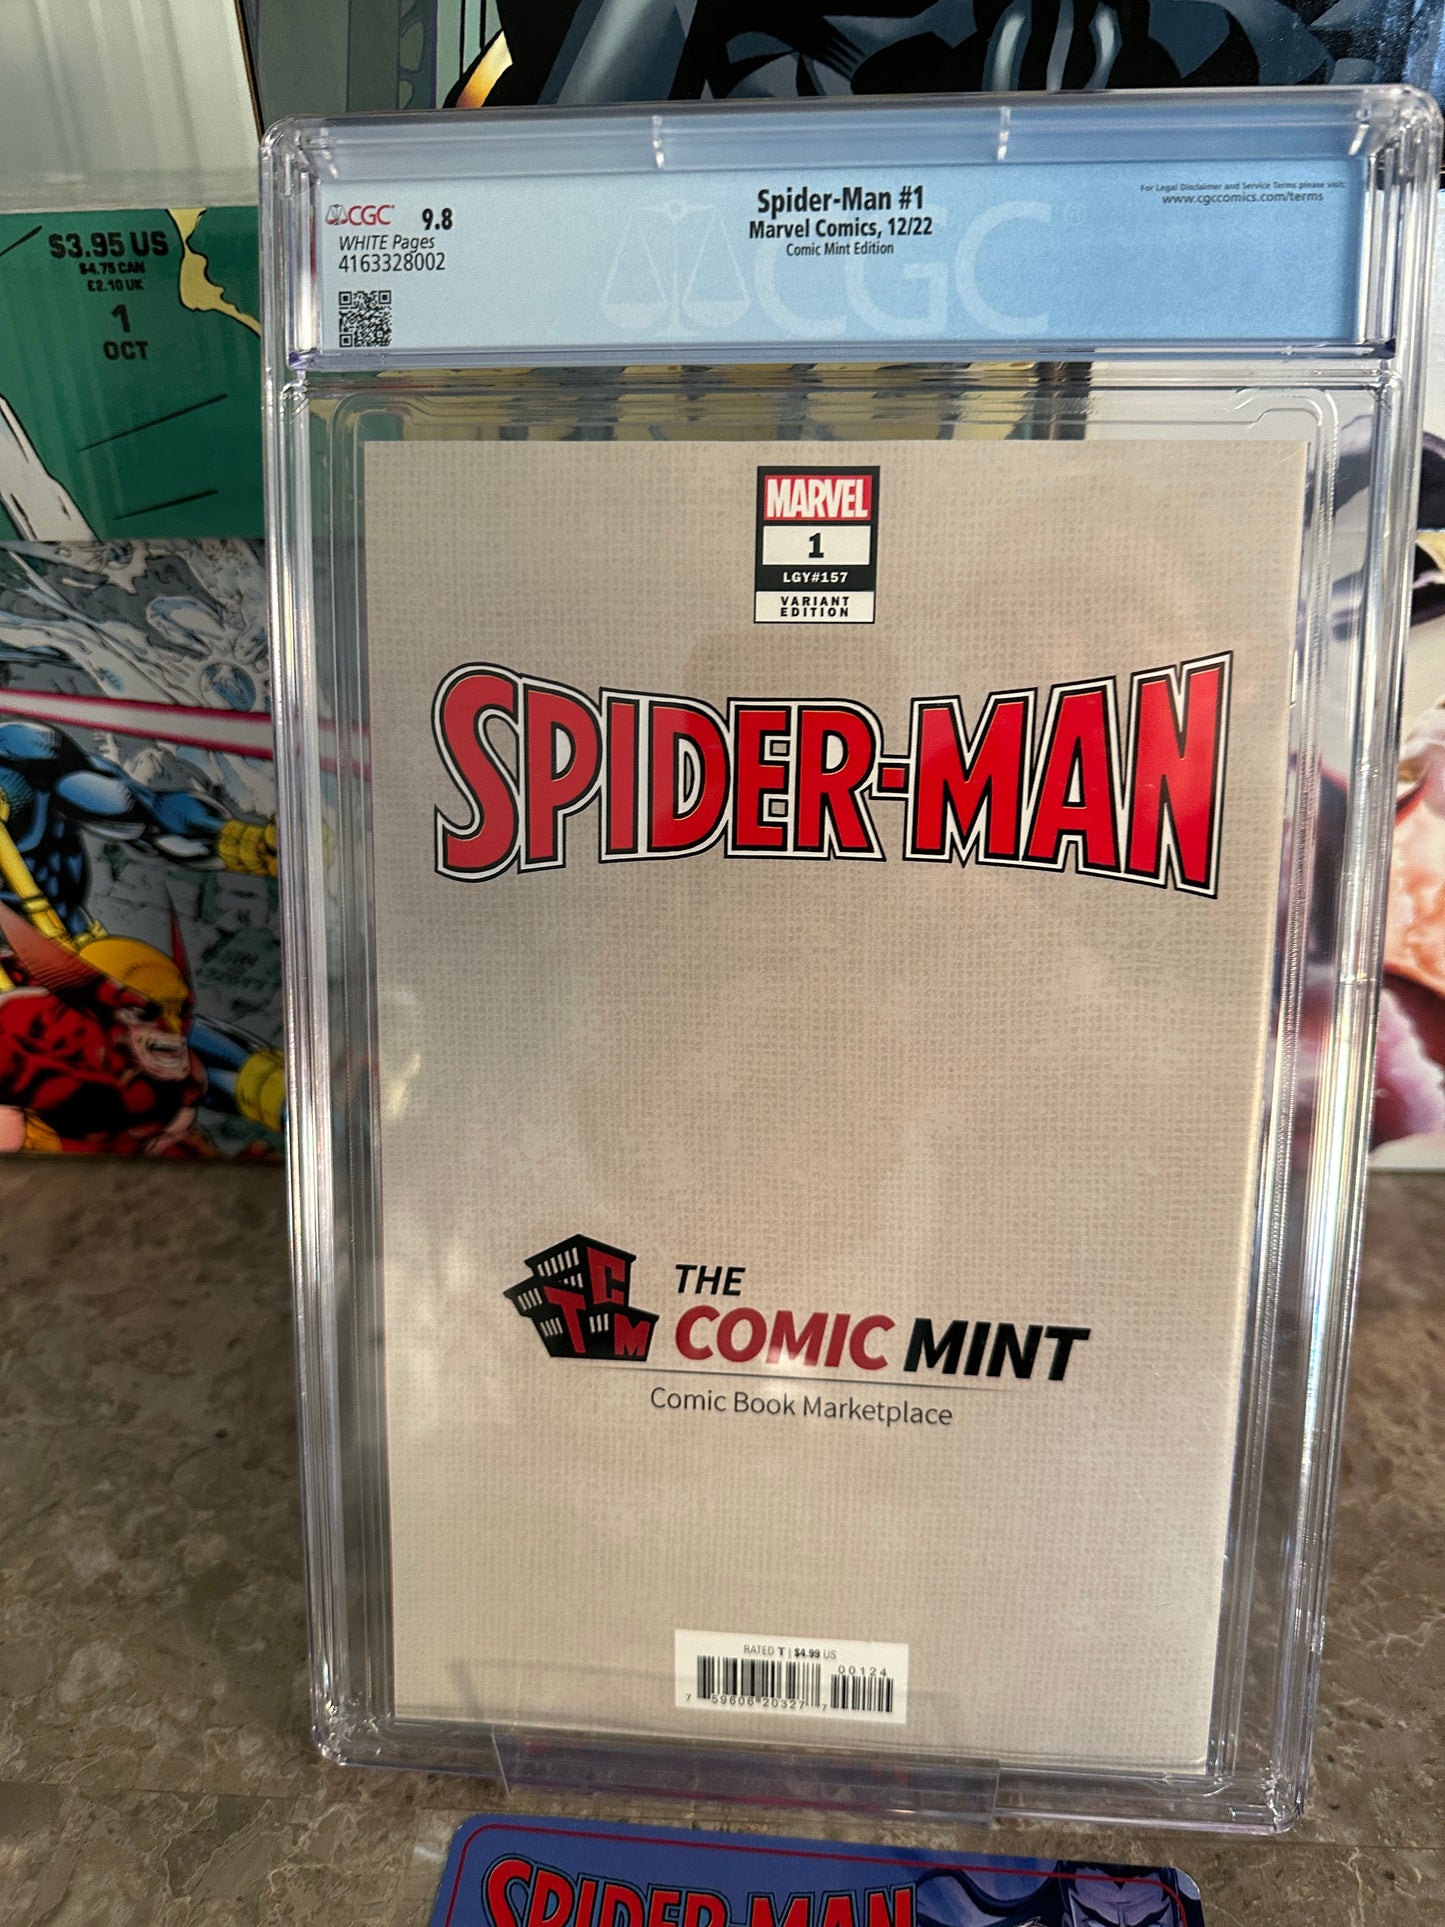 $3.95 US
$4.75 CAN
£2.10 UK
1
OCT
CGC 9.8
WHITE Pages
4163328002
Spider-Man #1
Marvel Comics, 12/22
Comic Mint Edition
For Legal Disclaimer and Service Terms please visit:
www.cgccomics.com/terms
CGC
MARVEL
1
LGY#157
VARIANT
EDITION
SPIDER-MAN
CTM
THE
COMIC MINT
Comic Book Marketplace
RATED T | $4.99 US
00124
7 59606 20327 7
SPIDER-MAN